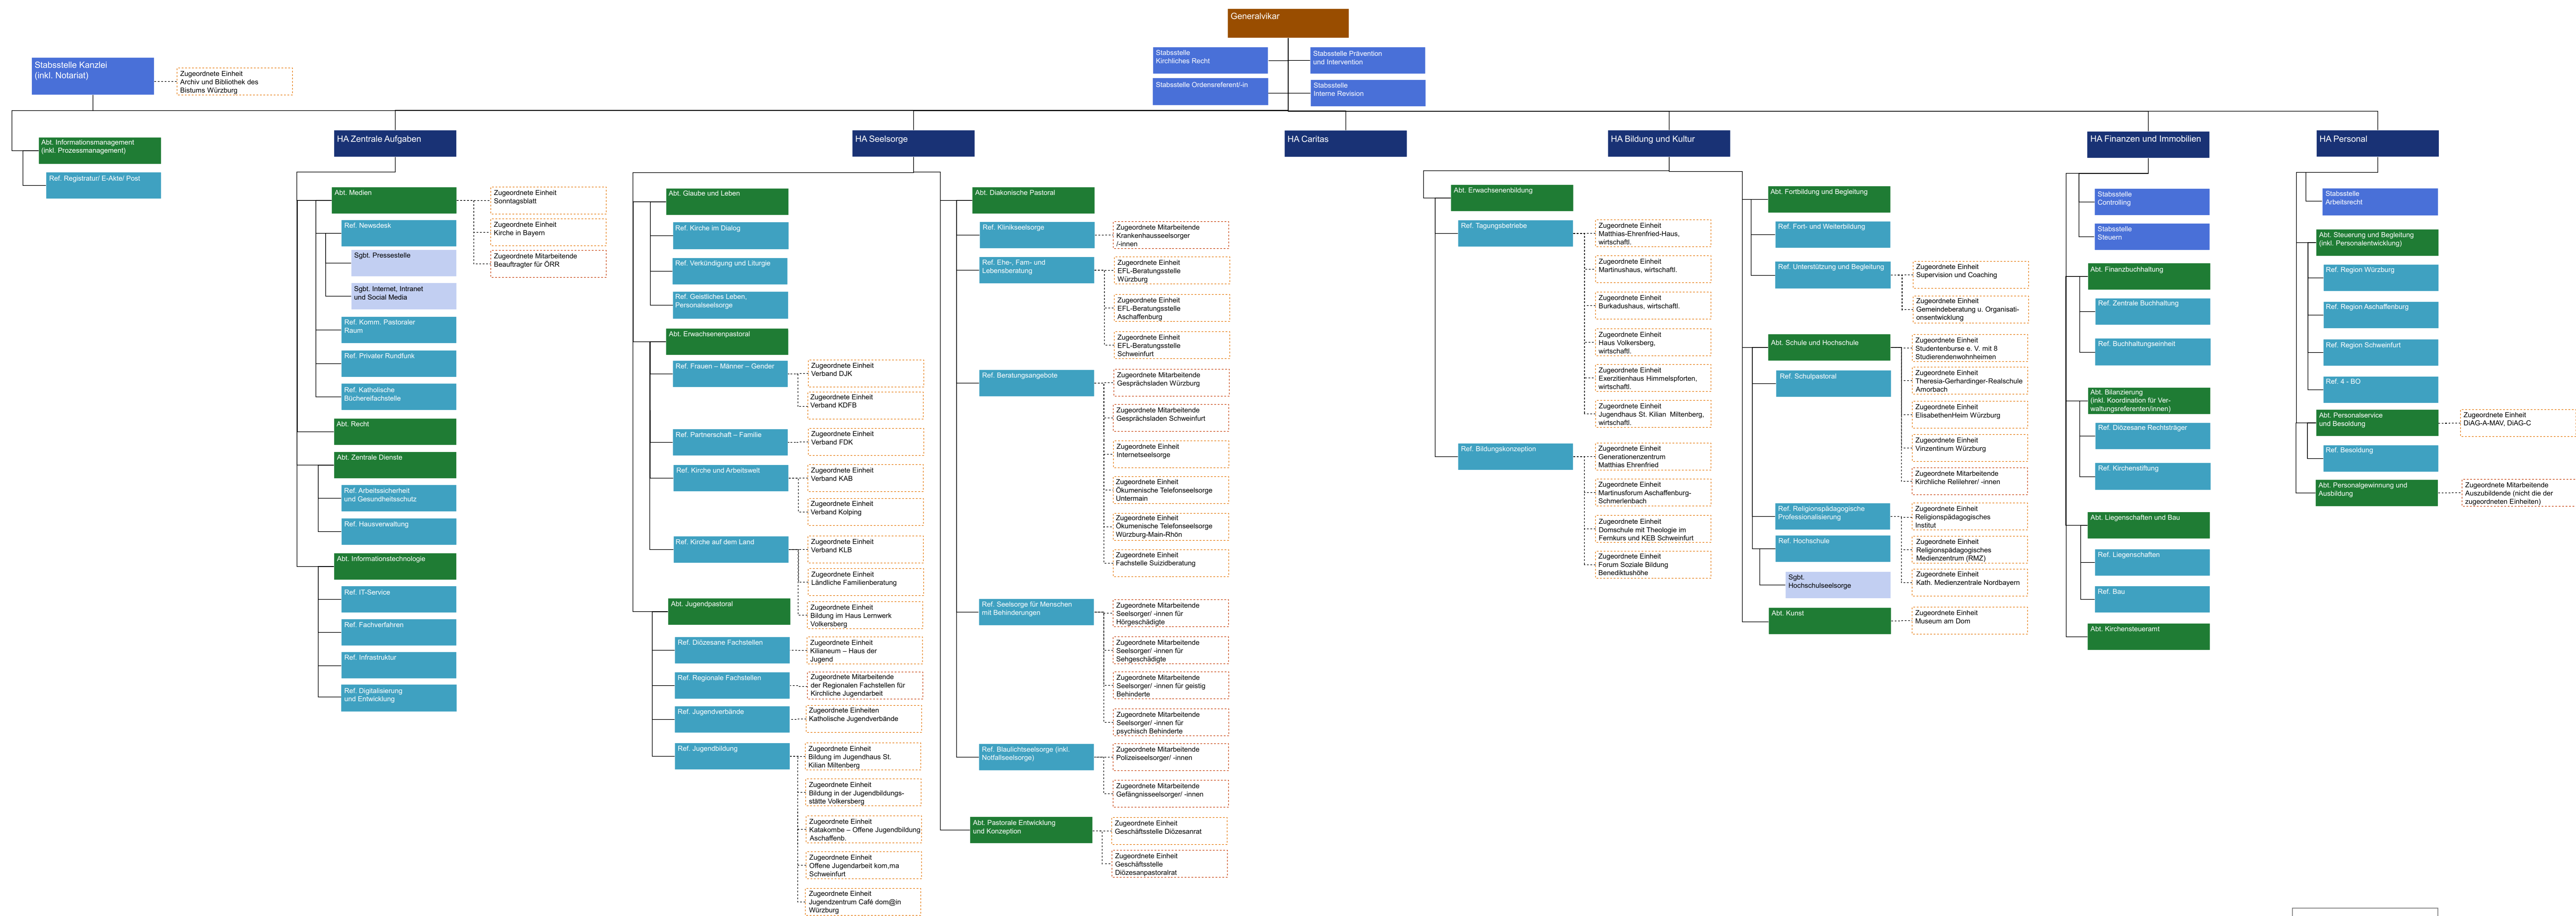 Generalvikar
Stabsstelle
Kirchliches Recht
Stabsstelle Prävention
und Intervention
Stabsstelle Ordensreferent/-in
Stabsstelle
Interne Revision
Stabsstelle Kanzlei
(inkl. Notariat)
Zugeordnete Einheit
Archiv und Bibliothek des
Bistums Würzburg
Abt. Informationsmanagement
(inkl. Prozessmanagement)
Ref. Registratur/ E-Akte/ Post
HA Zentrale Aufgaben
Abt. Medien
Zugeordnete Einheit
Sonntagsblatt
Zugeordnete Einheit
Kirche in Bayern
Zugeordnete Mitarbeitende
Beauftragter für ÖRR
Ref. Newsdesk
Sgbt. Pressestelle
Sgbt. Internet, Intranet
und Social Media
Ref. Komm. Pastoraler
Raum
Ref. Privater Rundfunk
Ref. Katholische
Büchereifachstelle
Abt. Recht
Abt. Zentrale Dienste
Ref. Arbeitssicherheit
und Gesundheitsschutz
Ref. Hausverwaltung
Abt. Informationstechnologie
Ref. IT-Service
Ref. Fachverfahren
Ref. Infrastruktur
Ref. Digitalisierung
und Entwicklung
HA Seelsorge
Abt. Glaube und Leben
Ref. Kirche im Dialog
Ref. Verkündigung und Liturgie
Ref. Geistliches Leben,
Personalseelsorge
Abt. Erwachsenenpastoral
Ref. Frauen – Männer – Gender
Zugeordnete Einheit
Verband DJK
Zugeordnete Einheit
Verband KDFB
Ref. Partnerschaft – Familie
Zugeordnete Einheit
Verband FDK
Ref. Kirche und Arbeitswelt
Zugeordnete Einheit
Verband KAB
Zugeordnete Einheit
Verband Kolping
Ref. Kirche auf dem Land
Zugeordnete Einheit
Verband KLB
Zugeordnete Einheit
Ländliche Familienberatung
Zugeordnete Einheit
Bildung im Haus Lernwerk
Volkersberg
Abt. Jugendpastoral
Ref. Diözesane Fachstellen
Zugeordnete Einheit
Kilianeum – Haus der
Jugend
Ref. Regionale Fachstellen
Zugeordnete Mitarbeitende
der Regionalen Fachstellen für
Kirchliche Jugendarbeit
Ref. Jugendverbände
Zugeordnete Einheiten
Katholische Jugendverbände
Ref. Jugendbildung
Zugeordnete Einheit
Bildung im Jugendhaus St.
Kilian Miltenberg
Zugeordnete Einheit
Bildung in der Jugendbildungs-
stätte Volkersberg
Zugeordnete Einheit
Katakombe – Offene Jugendbildung
Aschaffenb.
Zugeordnete Einheit
Offene Jugendarbeit kom,ma
Schweinfurt
Zugeordnete Einheit
Jugendzentrum Café dom@in
Würzburg
Abt. Diakonische Pastoral
Ref. Klinikseelsorge
Zugeordnete Mitarbeitende
Krankenhausseelsorger
/-innen
Ref. Ehe-, Fam- und
Lebensberatung
Zugeordnete Einheit
EFL-Beratungsstelle
Würzburg
Zugeordnete Einheit
EFL-Beratungsstelle
Aschaffenburg
Zugeordnete Einheit
EFL-Beratungsstelle
Schweinfurt
Ref. Beratungsangebote
Zugeordnete Mitarbeitende
Gesprächsladen Würzburg
Zugeordnete Mitarbeitende
Gesprächsladen Schweinfurt
Zugeordnete Einheit
Internetseelsorge
Zugeordnete Einheit
Ökumenische Telefonseelsorge
Untermain
Zugeordnete Einheit
Ökumenische Telefonseelsorge
Würzburg-Main-Rhön
Zugeordnete Einheit
Fachstelle Suizidberatung
Ref. Seelsorge für Menschen
mit Behinderungen
Zugeordnete Mitarbeitende
Seelsorger/ -innen für
Hörgeschädigte
Zugeordnete Mitarbeitende
Seelsorger/ -innen für
Sehgeschädigte
Zugeordnete Mitarbeitende
Seelsorger/ -innen für geistig
Behinderte
Zugeordnete Mitarbeitende
Seelsorger/ -innen für
psychisch Behinderte
Ref. Blaulichtseelsorge (inkl.
Notfallseelsorge)
Zugeordnete Mitarbeitende
Polizeiseelsorger/ -innen
Zugeordnete Mitarbeitende
Gefängnisseelsorger/ -innen
Abt. Pastorale Entwicklung
und Konzeption
Zugeordnete Einheit
Geschäftsstelle Diözesanrat
Zugeordnete Einheit
Geschäftsstelle
Diözesanpastoralrat
HA Caritas
HA Bildung und Kultur
Abt. Erwachsenenbildung
Ref. Tagungsbetriebe
Zugeordnete Einheit
Matthias-Ehrenfried-Haus,
wirtschaftl.
Zugeordnete Einheit
Martinushaus, wirtschaftl.
Zugeordnete Einheit
Burkadushaus, wirtschaftl.
Zugeordnete Einheit
Haus Volkersberg,
wirtschaftl.
Zugeordnete Einheit
Exerzitienhaus Himmelspforten,
wirtschaftl.
Zugeordnete Einheit
Jugendhaus St. Kilian Miltenberg,
wirtschaftl.
Ref. Bildungskonzeption
Zugeordnete Einheit
Generationenzentrum
Matthias Ehrenfried
Zugeordnete Einheit
Martinusforum Aschaffenburg-
Schmerlenbach
Zugeordnete Einheit
Domschule mit Theologie im
Fernkurs und KEB Schweinfurt
Zugeordnete Einheit
Forum Soziale Bildung
Benediktushöhe
Abt. Fortbildung und Begleitung
Ref. Fort- und Weiterbildung
Ref. Unterstützung und Begleitung
Zugeordnete Einheit
Supervision und Coaching
Zugeordnete Einheit
Gemeindeberatung u. Organisati-
onsentwicklung
Abt. Schule und Hochschule
Zugeordnete Einheit
Studentenburse e. V. mit 8
Studierendenwohnheimen
Zugeordnete Einheit
Theresia-Gerhardinger-Realschule
Amorbach
Zugeordnete Einheit
ElisabethenHeim Würzburg
Zugeordnete Einheit
Vinzentinum Würzburg
Zugeordnete Mitarbeitende
Kirchliche Relilehrer/ -innen
Ref. Schulpastoral
Ref. Religionspädagogische
Professionalisierung
Zugeordnete Einheit
Religionspädagogisches
Institut
Zugeordnete Einheit
Religionspädagogisches
Medienzentrum (RMZ)
Zugeordnete Einheit
Kath. Medienzentrale Nordbayern
Ref. Hochschule
Sgbt.
Hochschulseelsorge
Abt. Kunst
Zugeordnete Einheit
Museum am Dom
HA Finanzen und Immobilien
Stabsstelle
Controlling
Stabsstelle
Steuern
Abt. Finanzbuchhaltung
Ref. Zentrale Buchhaltung
Ref. Buchhaltungseinheit
Abt. Bilanzierung
(inkl. Koordination für Ver-
waltungsreferenten/innen)
Ref. Diözesane Rechtsträger
Ref. Kirchenstiftung
Abt. Liegenschaften und Bau
Ref. Liegenschaften
Ref. Bau
Abt. Kirchensteueramt
HA Personal
Stabsstelle
Arbeitsrecht
Abt. Steuerung und Begleitung
(inkl. Personalentwicklung)
Ref. Region Würzburg
Ref. Region Aschaffenburg
Ref. Region Schweinfurt
Ref. 4 - BO
Abt. Personalservice
und Besoldung
Zugeordnete Einheit
DiAG-A-MAV, DiAG-C
Ref. Besoldung
Abt. Personalgewinnung und
Ausbildung
Zugeordnete Mitarbeitende
Auszubildende (nicht die der
zugeordneten Einheiten)